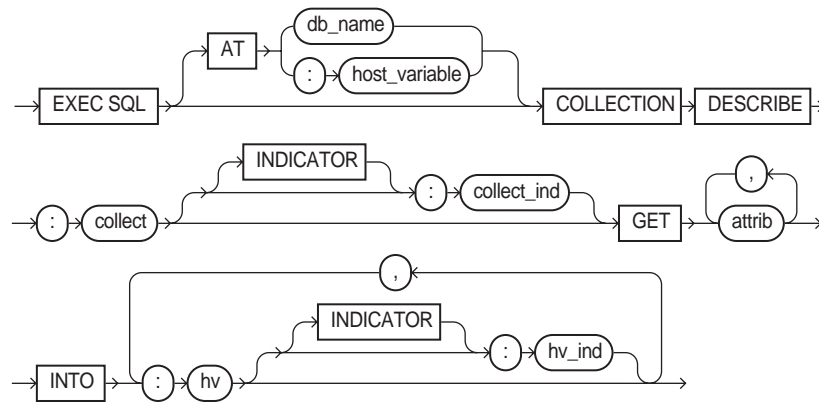 db_name
AT
: host_variable
EXEC SQL COLLECTION DESCRIBE
INDICATOR ,
: collect : collect_ind GET attrib
,
INDICATOR
INTO : hv : hv_ind